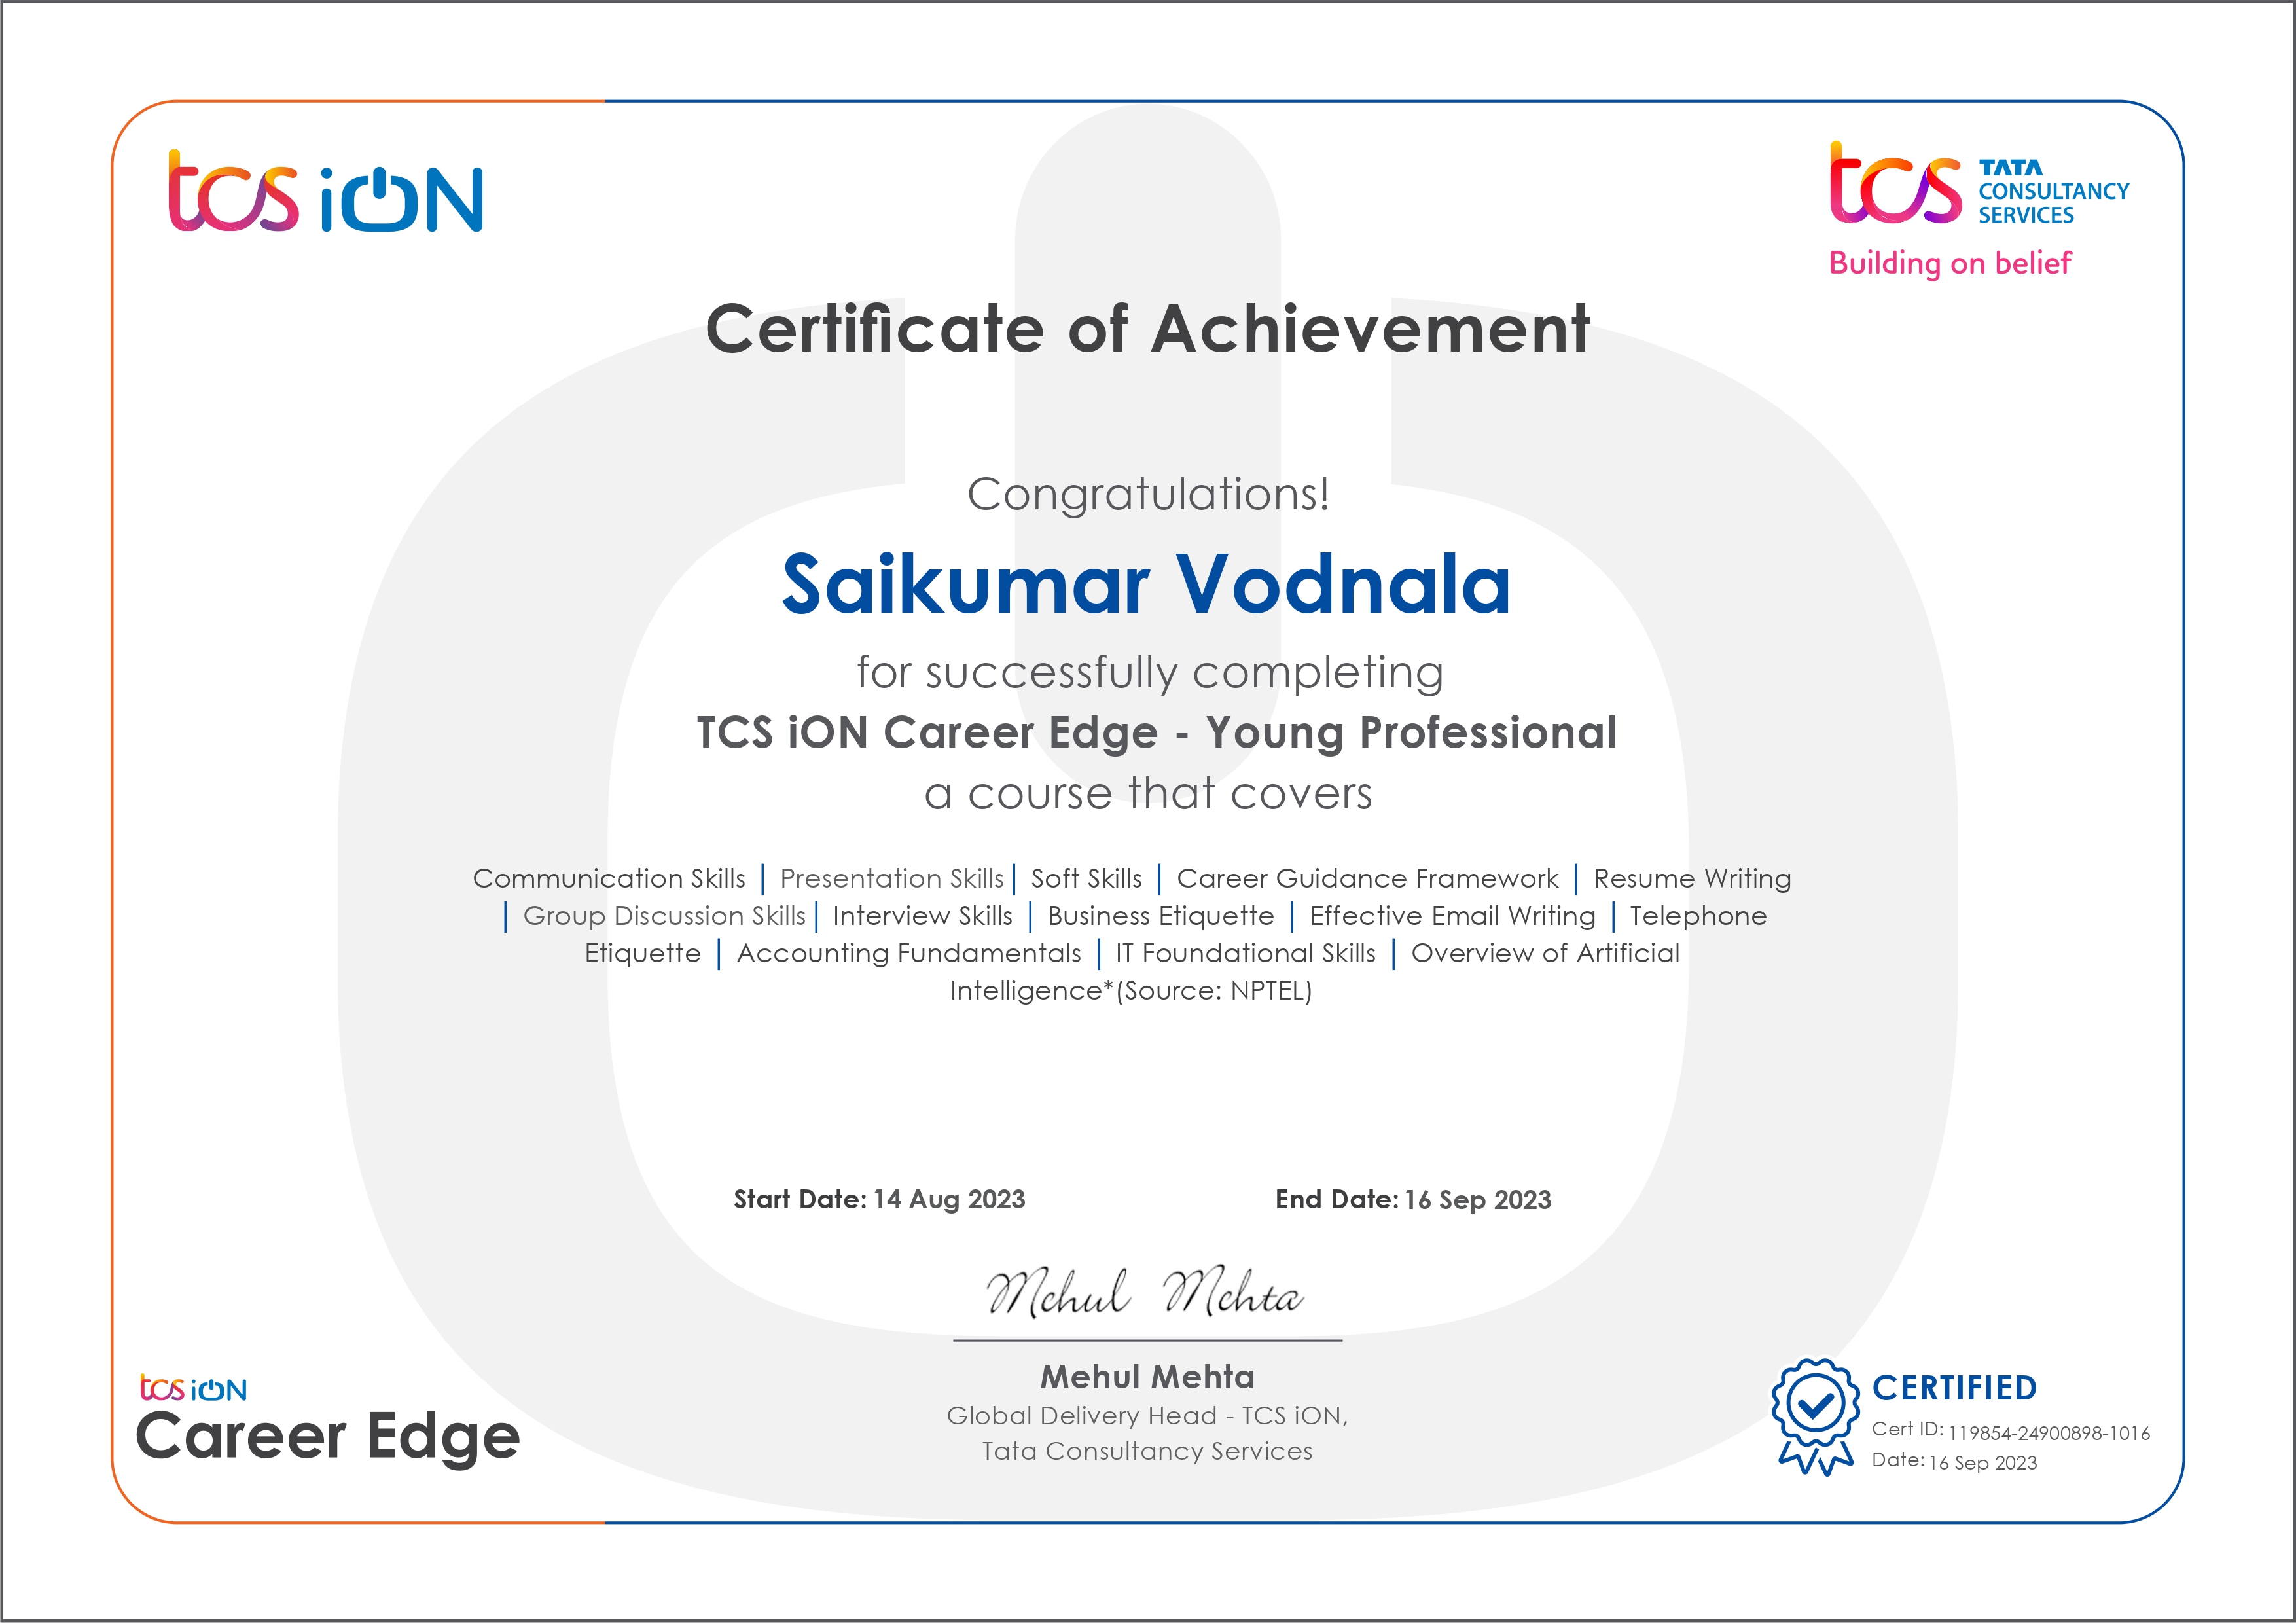 tcs iON
tcs TATA
CONSULTANCY
SERVICES
Building on belief
Certificate of Achievement
Congratulations!
Saikumar Vodnala
for successfully completing
TCS iON Career Edge - Young Professional
a course that covers
Communication Skills | Presentation Skills | Soft Skills | Career Guidance Framework | Resume Writing
| Group Discussion Skills | Interview Skills | Business Etiquette | Effective Email Writing | Telephone
Etiquette | Accounting Fundamentals | IT Foundational Skills | Overview of Artificial
Intelligence*(Source: NPTEL)
Start Date: 14 Aug 2023 End Date: 16 Sep 2023
Mehul Mehta
Mehul Mehta
Global Delivery Head - TCS iON,
Tata Consultancy Services
tcs iON
Career Edge
CERTIFIED
Cert ID: 119854-24900898-1016
Date: 16 Sep 2023